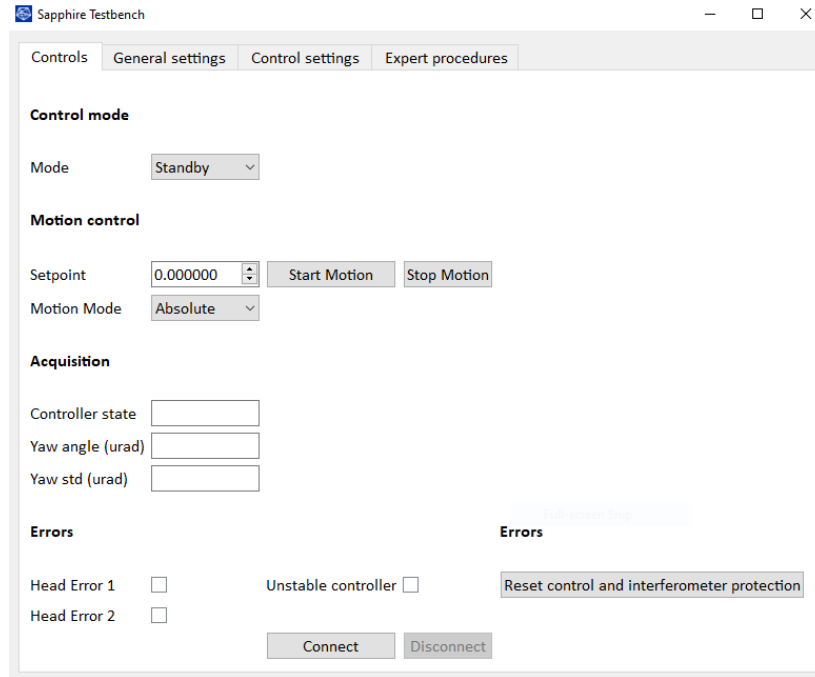 Sapphire Testbench
Controls General settings Control settings Expert procedures
Control mode
Mode Standby
Motion control
Setpoint 0.000000 Start Motion Stop Motion
Motion Mode Absolute
Acquisition
Controller state
Yaw angle (urad)
Yaw std (urad)
Errors Errors
Head Error 1 Unstable controller Reset control and interferometer protection
Head Error 2
Connect Disconnect